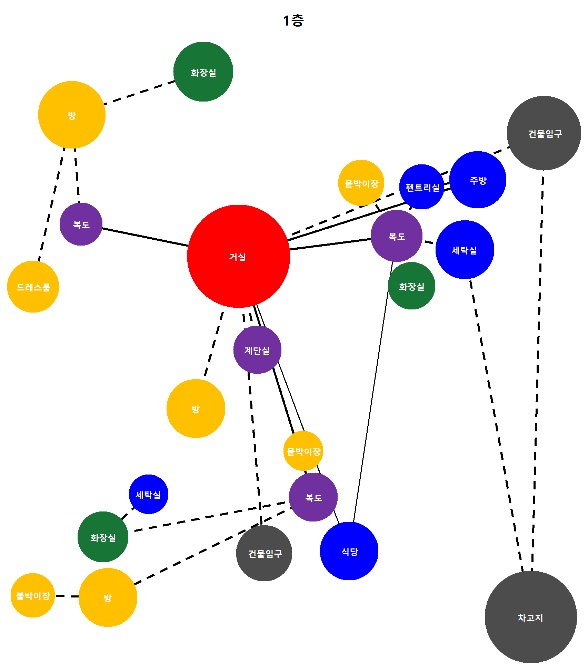 1층
화장실
방
건물입구
붙박이장
팬트리실
주방
복도
복도
세탁실
거실
드레스룸
화장실
계단실
방
붙박이장
세탁실
복도
화장실
건물입구
식당
붙박이장
방
차고지